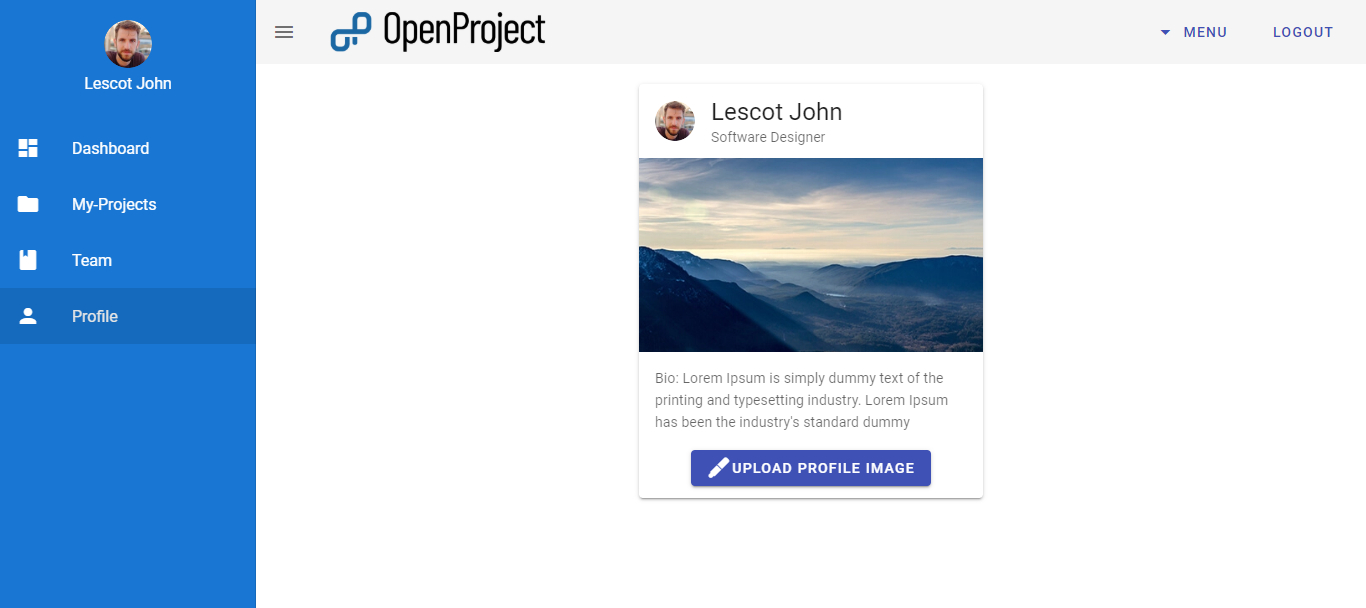 Lescot John
Dashboard
My-Projects
Team
Profile
OpenProject
MENU
LOGOUT
Lescot John
Software Designer
Bio: Lorem Ipsum is simply dummy text of the
printing and typesetting industry. Lorem Ipsum
has been the industry's standard dummy
UPLOAD PROFILE IMAGE